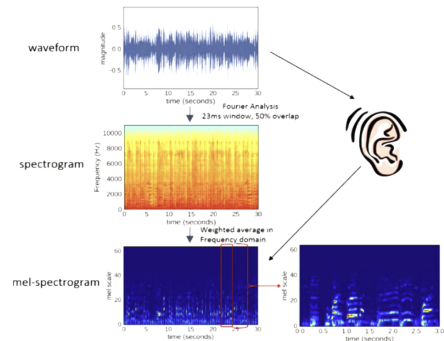 waveform
magnitude
0.5
0.0
-0.5
0 5 10 15 20 25 30
time (seconds)
Fourier Analysis
23ms window, 50% overlap
spectrogram
Frequency (Hz)
10000
8000
6000
4000
2000
0
0 5 10 15 20 25 30
time (seconds)
Weighted average in
Frequency domain
mel-spectrogram
mel scale
60
40
20
0
0 5 10 15 20 25 30
time (seconds)
mel scale
60
40
20
0
0.0 0.5 1.0 1.5 2.0 2.5 3.0
time (seconds)